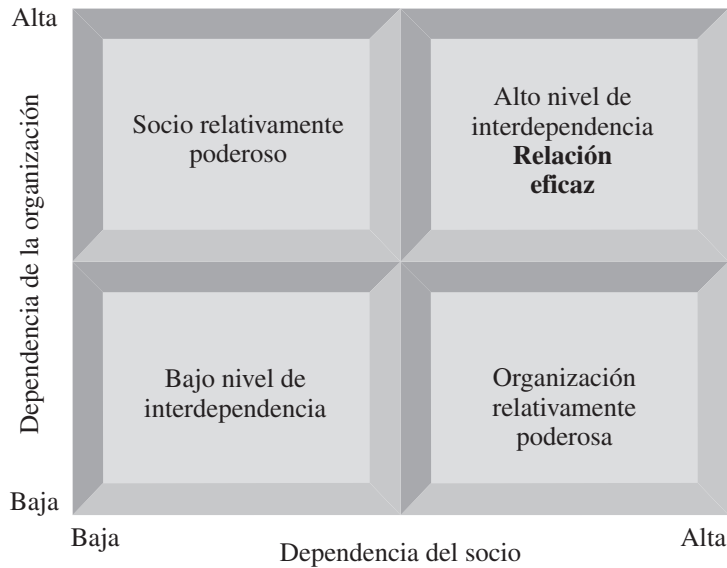 Alta
Socio relativamente
poderoso
Alto nivel de
interdependencia
Relación
eficaz
Dependencia de la organización
Bajo nivel de
interdependencia
Organización
relativamente
poderosa
Baja
Baja
Dependencia del socio
Alta